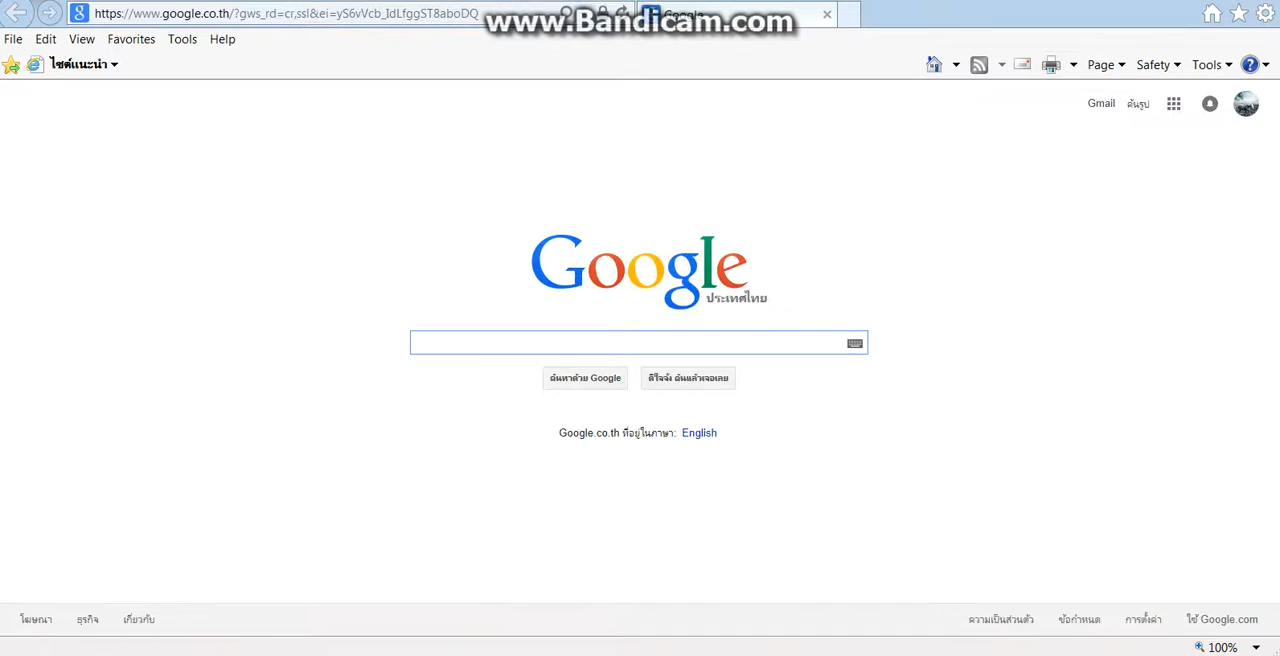 https://www.google.co.th/?gws_rd=cr,ssl&ei=yS6vVcb_IdLfggST8aboDQ
Google
www.Bandicam.com
File Edit View Favorites Tools Help
ไซต์แนะนำ Page Safety Tools
Gmail ค้นรูป
Google
ประเทศไทย
ค้นหาด้วย Google ดีใจจัง ค้นแล้วเจอเลย
Google.co.th ที่อยู่ในภาษา: English
โฆษณา ธุรกิจ เกี่ยวกับ ความเป็นส่วนตัว ข้อกำหนด การตั้งค่า ใช้ Google.com
100%